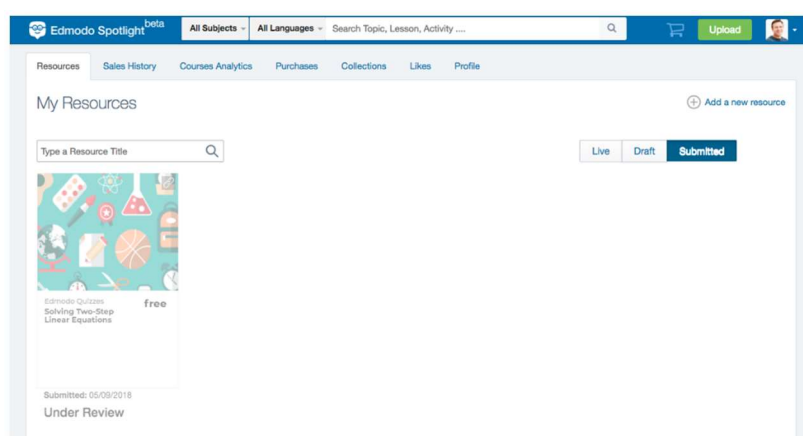 Edmodo Spotlight beta All Subjects All Languages Search Topic, Lesson, Activity .... Upload
Resources Sales History Courses Analytics Purchases Collections Likes Profile
My Resources
Add a new resource
Type a Resource Title
Live Draft Submitted
Edmodo Quizzes
free
Solving Two-Step
Linear Equations
Submitted: 05/09/2018
Under Review